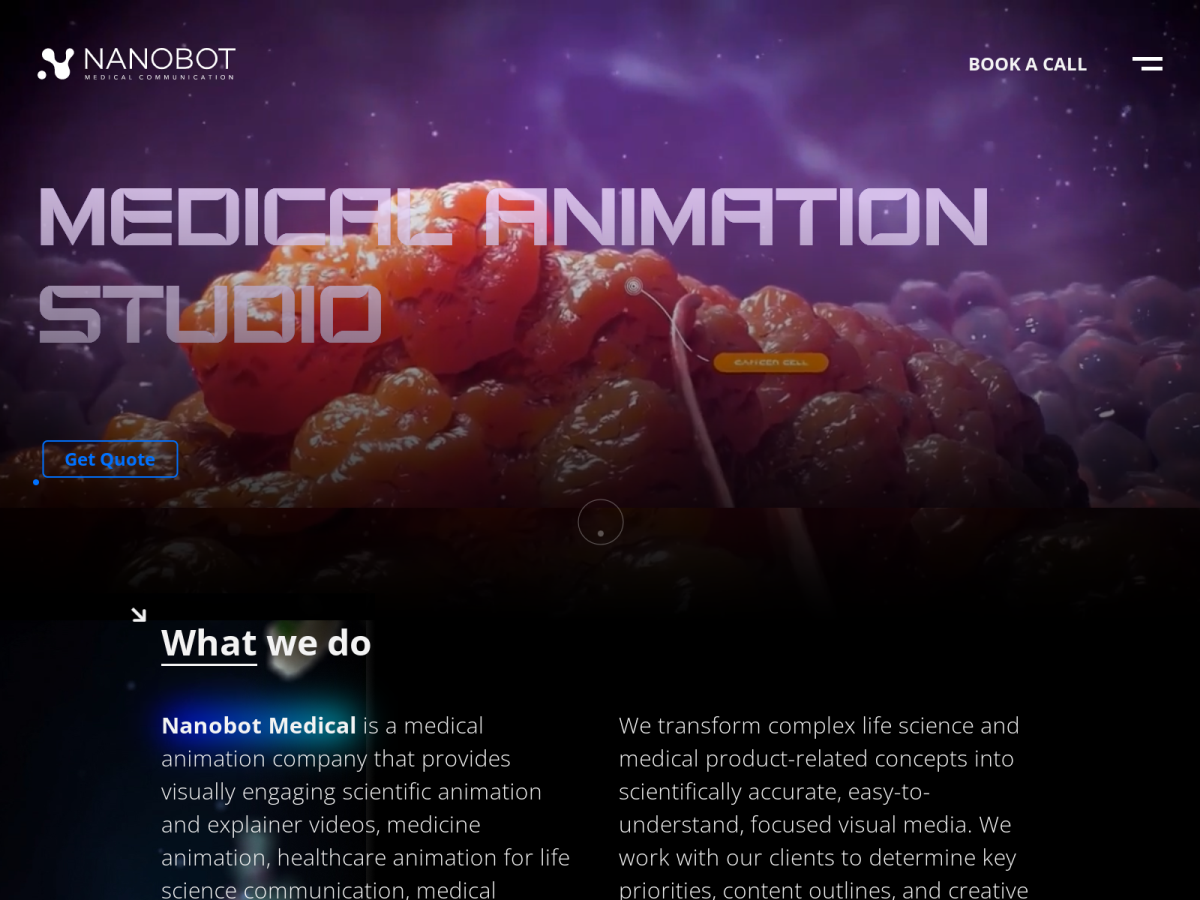 NANOBOT
MEDICAL COMMUNICATION
BOOK A CALL
MEDICAL ANIMATION
STUDIO
CANCER CELL
Get Quote
What we do
Nanobot Medical is a medical
animation company that provides
visually engaging scientific animation
and explainer videos, medicine
animation, healthcare animation for life
science communication, medical
We transform complex life science and
medical product-related concepts into
scientifically accurate, easy-to-
understand, focused visual media. We
work with our clients to determine key
priorities, content outlines, and creative